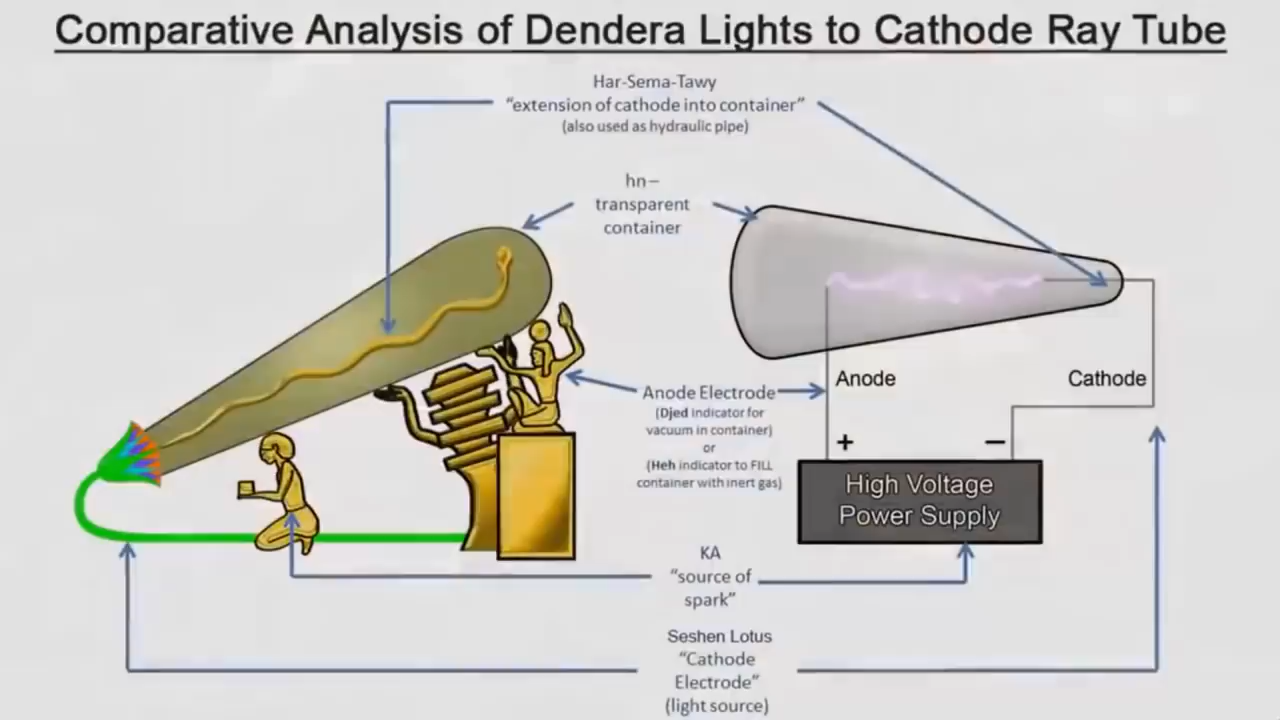 Comparative Analysis of Dendera Lights to Cathode Ray Tube
Har-Sema-Tawy
“extension of cathode into container”
(also used as hydraulic pipe)
hn–
transparent
container
Anode Electrode
(Djed indicator for
vacuum in container)
or
(Heh indicator to FILL
container with inert gas)
Anode
Cathode
+
–
High Voltage
Power Supply
KA
“source of
spark”
Seshen Lotus
“Cathode
Electrode”
(light source)